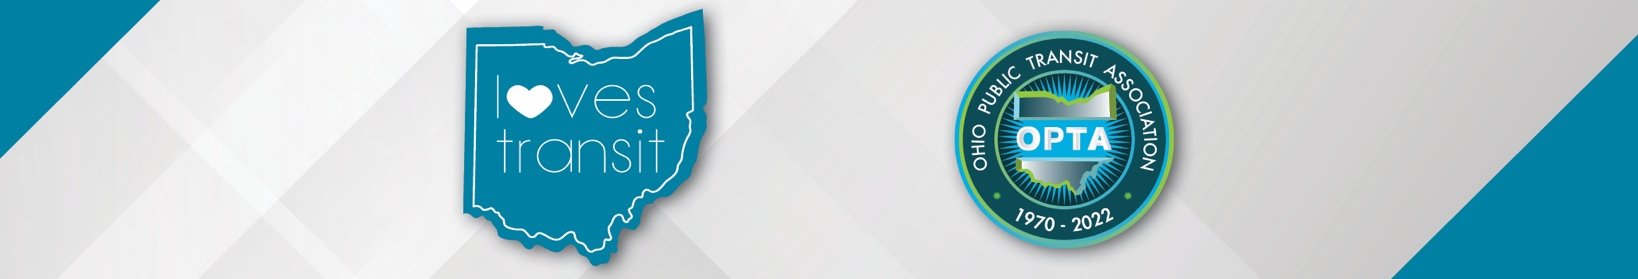 loves
transit
OHIO PUBLIC TRANSIT ASSOCIATION
OPTA
1970 - 2022